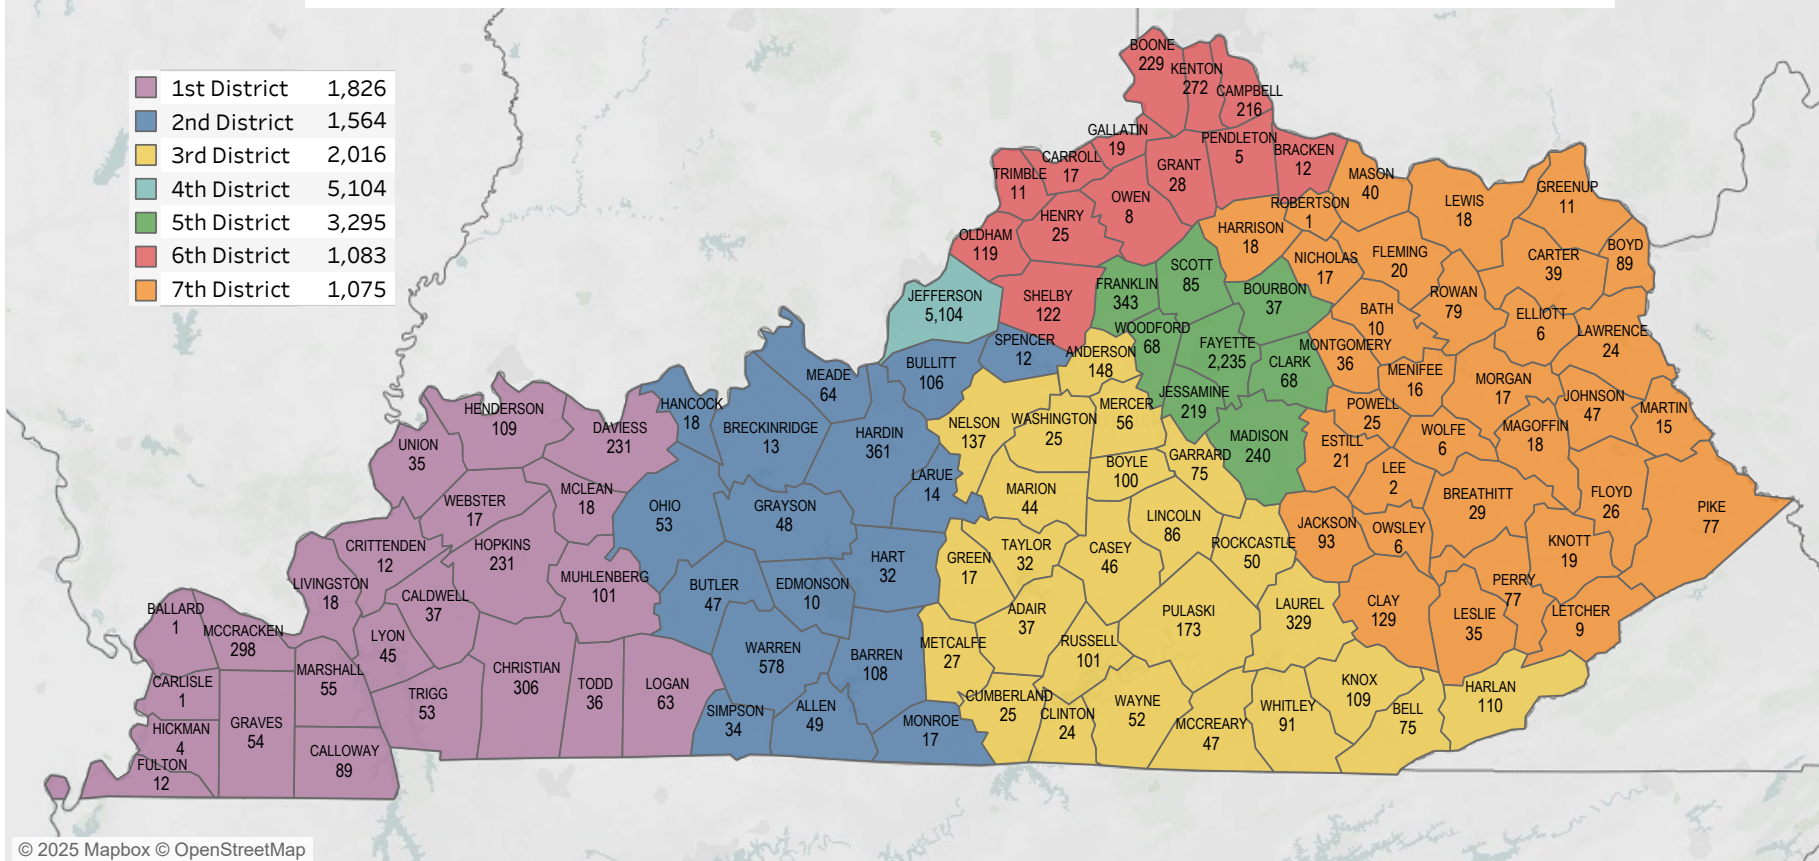 1st District 1,826
2nd District 1,564
3rd District 2,016
4th District 5,104
5th District 3,295
6th District 1,083
7th District 1,075
BOONE
229
KENTON
272
CAMPBELL
216
GALLATIN
19
CARROLL
17
TRIMBLE
11
GRANT
28
PENDLETON
5
BRACKEN
12
OWEN
8
HENRY
25
OLDHAM
119
SHELBY
122
MASON
40
ROBERTSON
1
LEWIS
18
GREENUP
11
HARRISON
18
NICHOLAS
17
FLEMING
20
CARTER
39
BOYD
89
ROWAN
79
BATH
10
ELLIOTT
6
LAWRENCE
24
MONTGOMERY
36
MENIFEE
16
MORGAN
17
JOHNSON
47
MARTIN
15
POWELL
25
WOLFE
6
MAGOFFIN
18
ESTILL
21
LEE
2
BREATHITT
29
FLOYD
26
PIKE
77
JACKSON
93
OWSLEY
6
KNOTT
19
PERRY
77
CLAY
129
LESLIE
35
LETCHER
9
FRANKLIN
343
SCOTT
85
BOURBON
37
WOODFORD
68
FAYETTE
2,235
CLARK
68
JESSAMINE
219
MADISON
240
JEFFERSON
5,104
SPENCER
12
BULLITT
106
MEADE
64
HANCOCK
18
BRECKINRIDGE
13
HARDIN
361
LARUE
14
OHIO
53
GRAYSON
48
HART
32
BUTLER
47
EDMONSON
10
WARREN
578
BARREN
108
SIMPSON
34
ALLEN
49
MONROE
17
ANDERSON
148
MERCER
56
WASHINGTON
25
NELSON
137
BOYLE
100
GARRARD
75
MARION
44
LINCOLN
86
ROCKCASTLE
50
GREEN
17
TAYLOR
32
CASEY
46
ADAIR
37
PULASKI
173
LAUREL
329
METCALFE
27
RUSSELL
101
CUMBERLAND
25
CLINTON
24
WAYNE
52
MCCREARY
47
WHITLEY
91
KNOX
109
BELL
75
HARLAN
110
HENDERSON
109
DAVIESS
231
UNION
35
WEBSTER
17
MCLEAN
18
CRITTENDEN
12
HOPKINS
231
MUHLENBERG
101
LIVINGSTON
18
CALDWELL
37
BALLARD
1
MCCRACKEN
298
LYON
45
MARSHALL
55
CHRISTIAN
306
TODD
36
LOGAN
63
TRIGG
53
CARLISLE
1
GRAVES
54
HICKMAN
4
CALLOWAY
89
FULTON
12
© 2025 Mapbox © OpenStreetMap